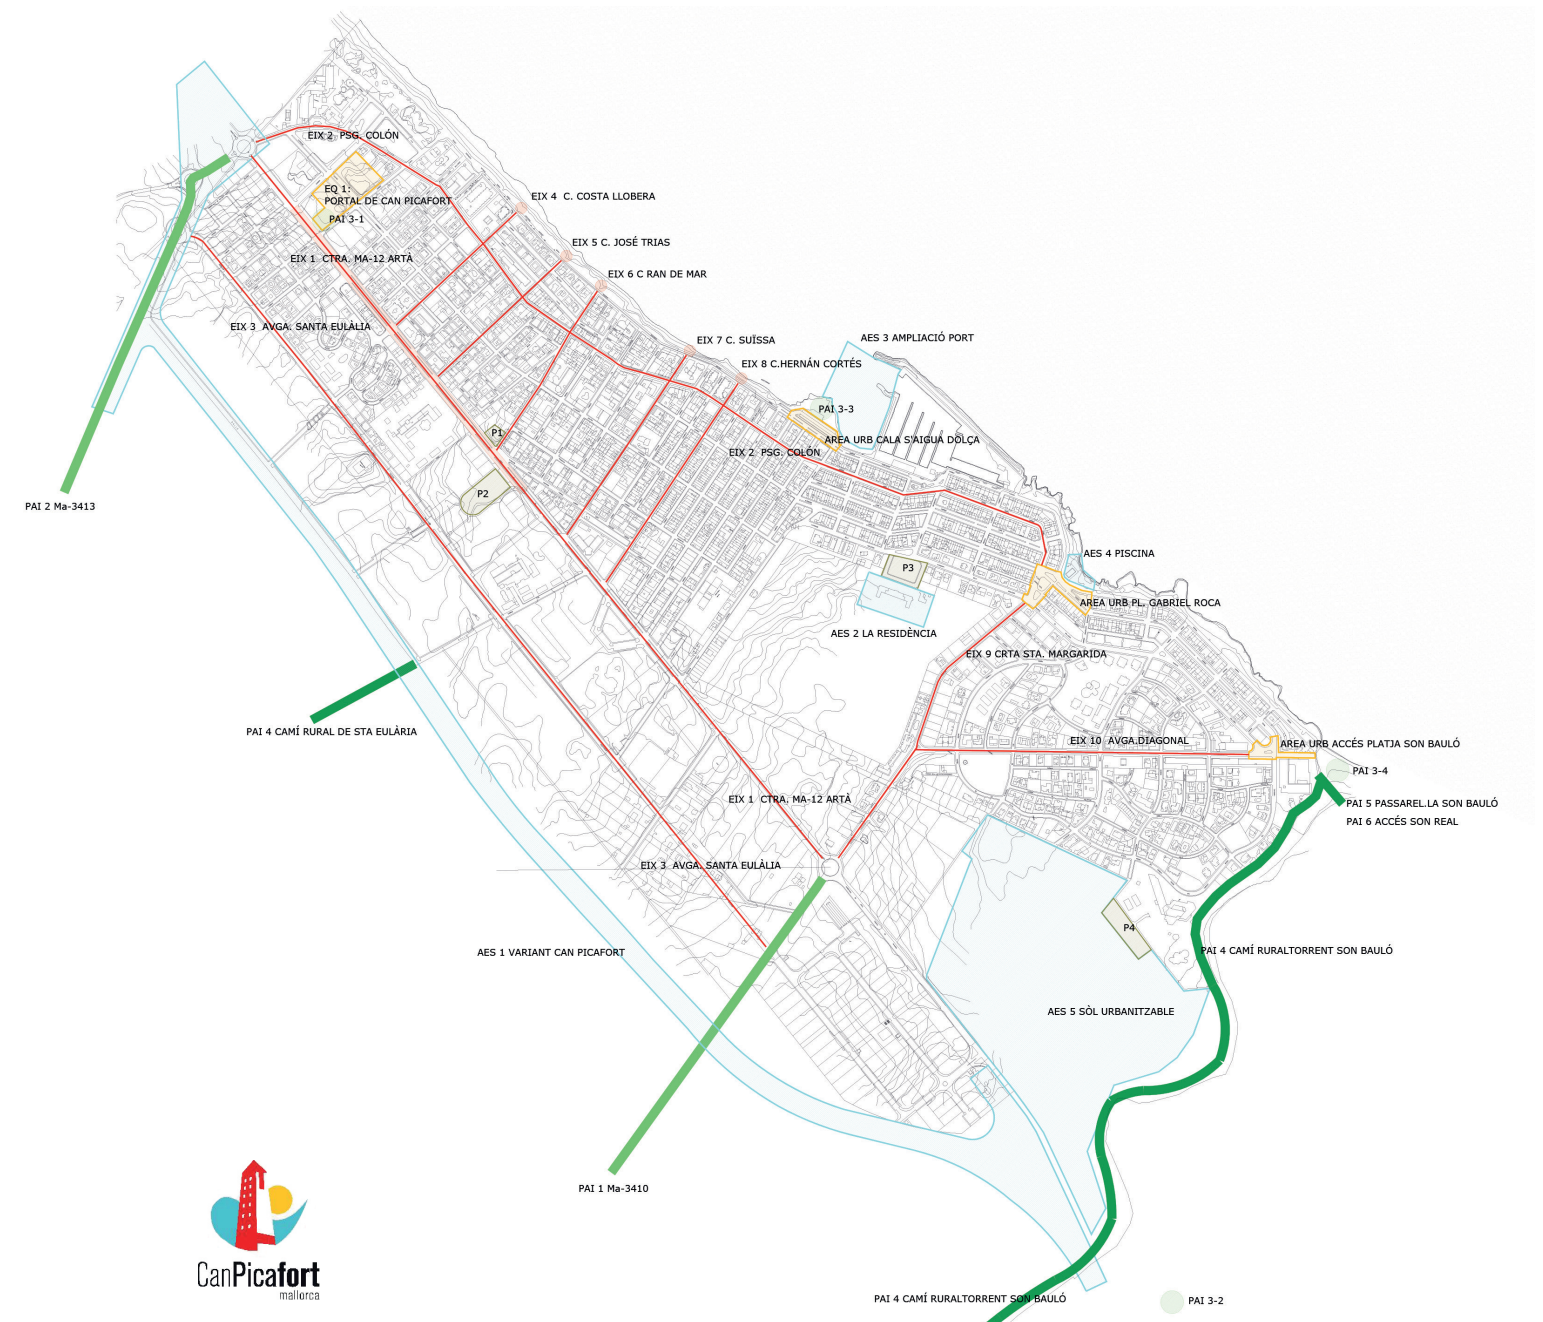 EIX 2 PSG. COLÓN
EQ 1:
PORTAL DE CAN PICAFORT
PAI 3-1
EIX 4 C. COSTA LLOBERA
EIX 5 C. JOSÉ TRIAS
EIX 1 CTRA. MA-12 ARTÀ
EIX 6 C RAN DE MAR
EIX 3 AVGA. SANTA EULÀLIA
EIX 7 C. SUÏSSA
AES 3 AMPLIACIÓ PORT
EIX 8 C.HERNÁN CORTÉS
PAI 3-3
P1
AREA URB CALA S'AIGUA DOLÇA
EIX 2 PSG. COLÓN
P2
PAI 2 Ma-3413
AES 4 PISCINA
P3
AREA URB PL. GABRIEL ROCA
AES 2 LA RESIDÈNCIA
EIX 9 CRTA STA. MARGARIDA
PAI 4 CAMÍ RURAL DE STA EULÀRIA
EIX 10 AVGA.DIAGONAL
AREA URB ACCÉS PLATJA SON BAULÓ
PAI 3-4
EIX 1 CTRA. MA-12 ARTÀ
PAI 5 PASSAREL.LA SON BAULÓ
PAI 6 ACCÉS SON REAL
EIX 3 AVGA. SANTA EULÀLIA
P4
AES 1 VARIANT CAN PICAFORT
PAI 4 CAMÍ RURALTORRENT SON BAULÓ
AES 5 SÒL URBANITZABLE
PAI 1 Ma-3410
CanPicafort
mallorca
PAI 4 CAMÍ RURALTORRENT SON BAULÓ
PAI 3-2